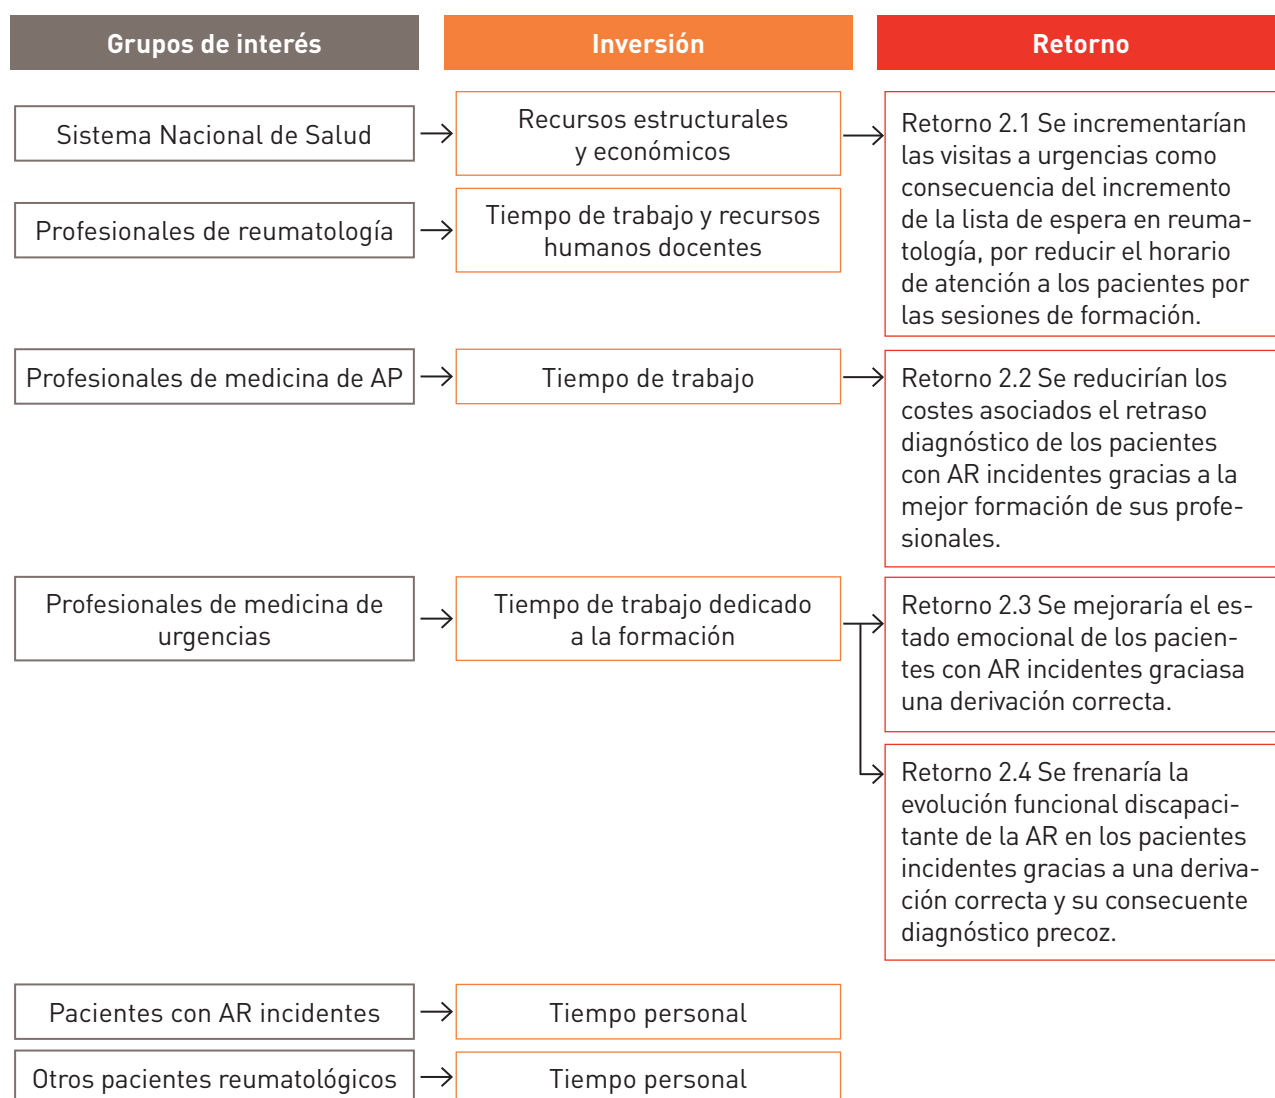 Grupos de interés
Inversión
Retorno
Sistema Nacional de Salud
Recursos estructurales
y económicos
Retorno 2.1 Se incrementarían
las visitas a urgencias como
consecuencia del incremento
de la lista de espera en reuma-
tología, por reducir el horario
de atención a los pacientes por
las sesiones de formación.
Profesionales de reumatología
Tiempo de trabajo y recursos
humanos docentes
Profesionales de medicina de AP
Tiempo de trabajo
Retorno 2.2 Se reducirían los
costes asociados el retraso
diagnóstico de los pacientes
con AR incidentes gracias a la
mejor formación de sus profe-
sionales.
Profesionales de medicina de
urgencias
Tiempo de trabajo dedicado
a la formación
Retorno 2.3 Se mejoraría el es-
tado emocional de los pacien-
tes con AR incidentes graciasa
una derivación correcta.
Retorno 2.4 Se frenaría la
evolución funcional discapaci-
tante de la AR en los pacientes
incidentes gracias a una deriva-
ción correcta y su consecuente
diagnóstico precoz.
Pacientes con AR incidentes
Tiempo personal
Otros pacientes reumatológicos
Tiempo personal